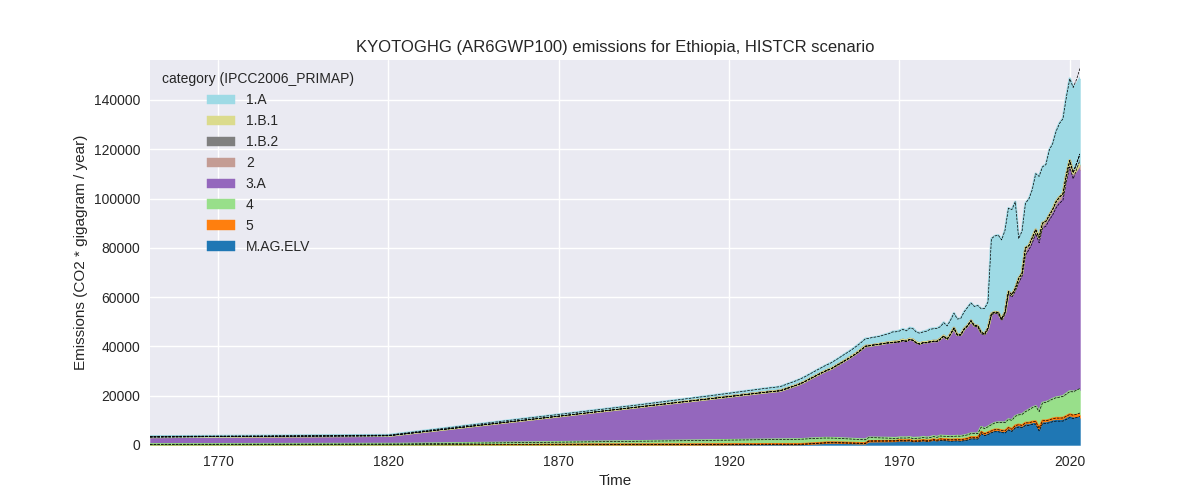 KYOTOGHG (AR6GWP100) emissions for Ethiopia, HISTCR scenario
category (IPCC2006_PRIMAP)
1.A
1.B.1
1.B.2
2
3.A
4
5
M.AG.ELV
Emissions (CO2 * gigagram / year)
140000
120000
100000
80000
60000
40000
20000
0
1770
1820
1870
1920
1970
2020
Time